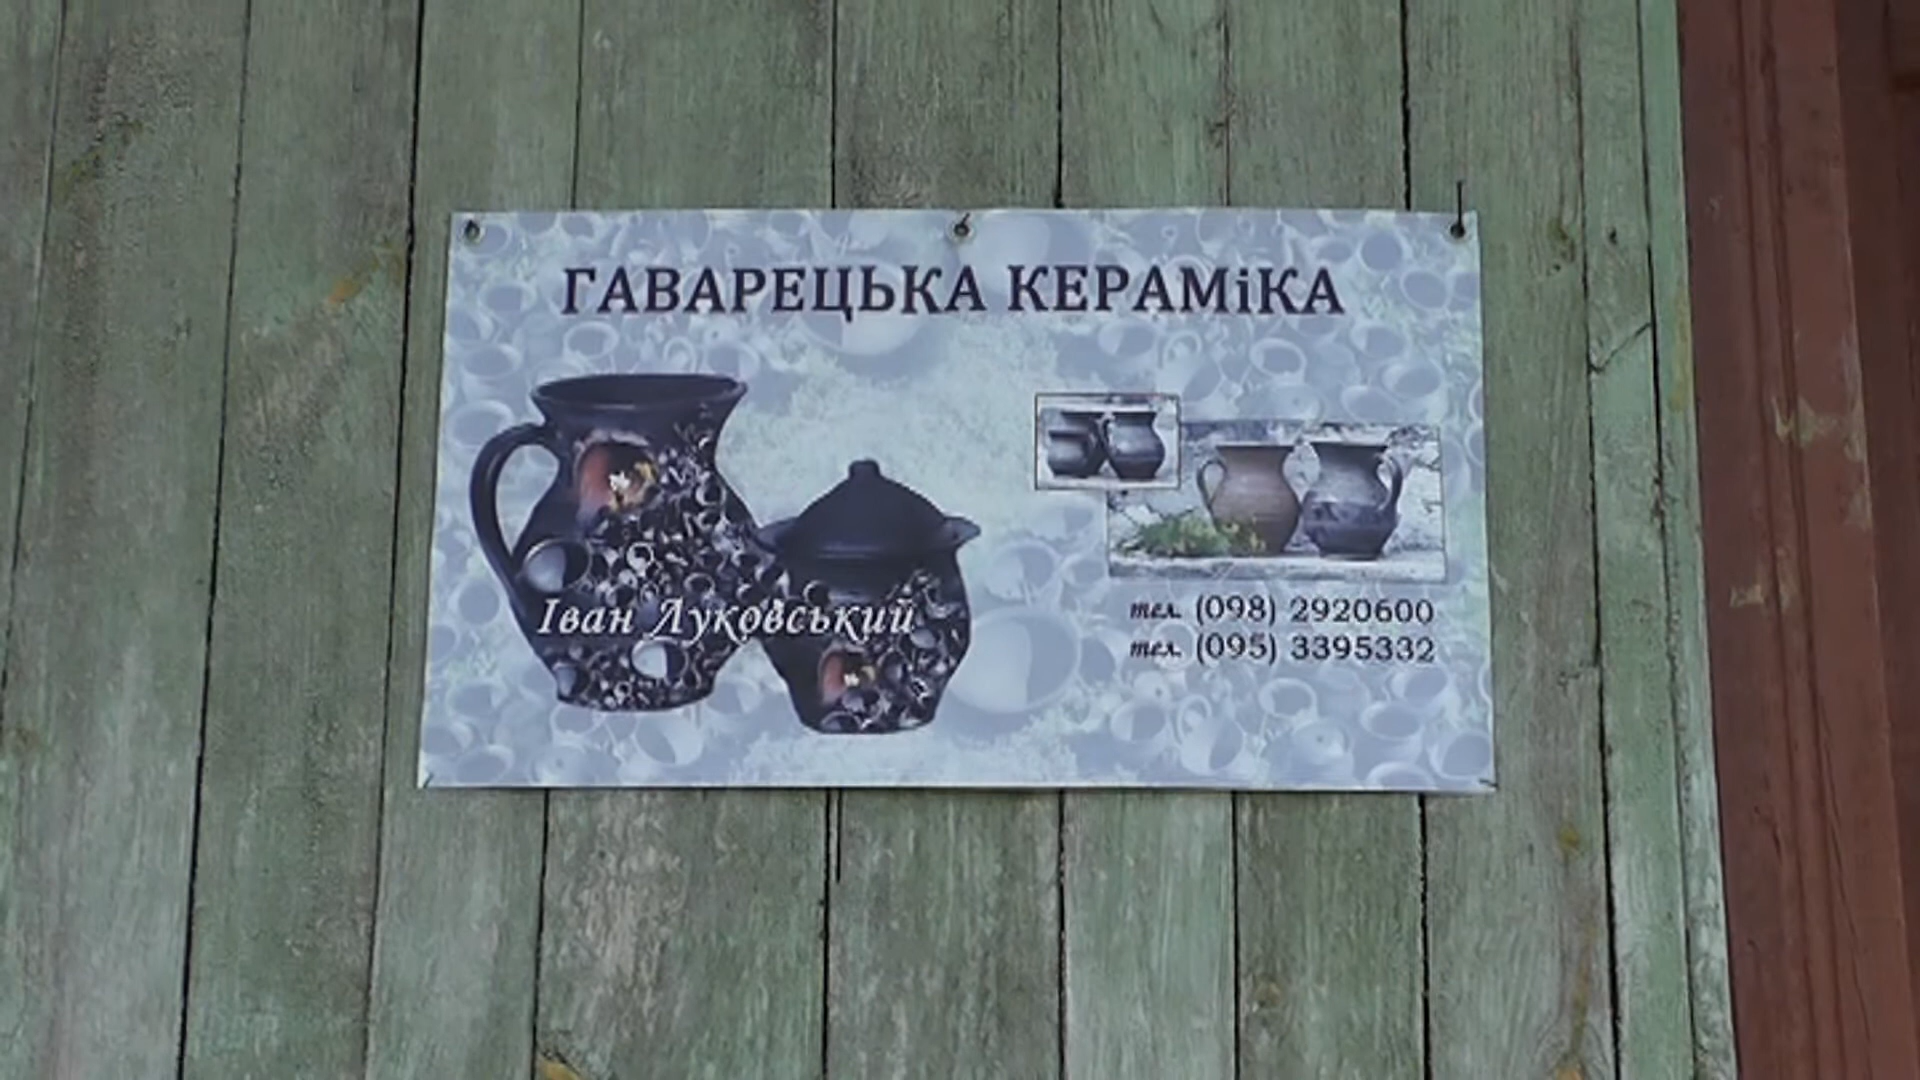 ГАВАРЕЦЬКА КЕРАМіКА
Іван Луковський
тел. (098) 2920600
тел. (095) 3395332